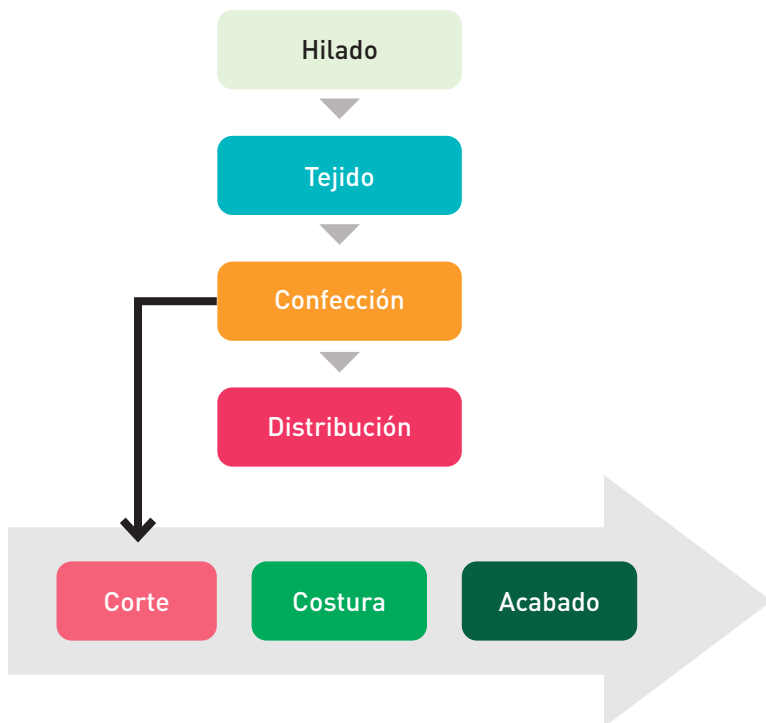 Hilado
Tejido
Confección
Distribución
Corte
Costura
Acabado